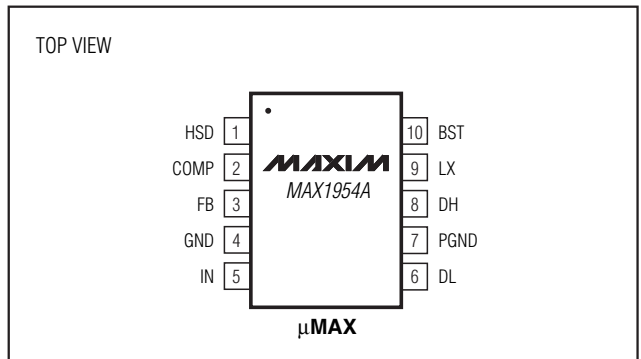 TOP VIEW
HSD 1
COMP 2
FB 3
GND 4
IN 5
MAXIM
MAX1954A
10 BST
9 LX
8 DH
7 PGND
6 DL
µMAX